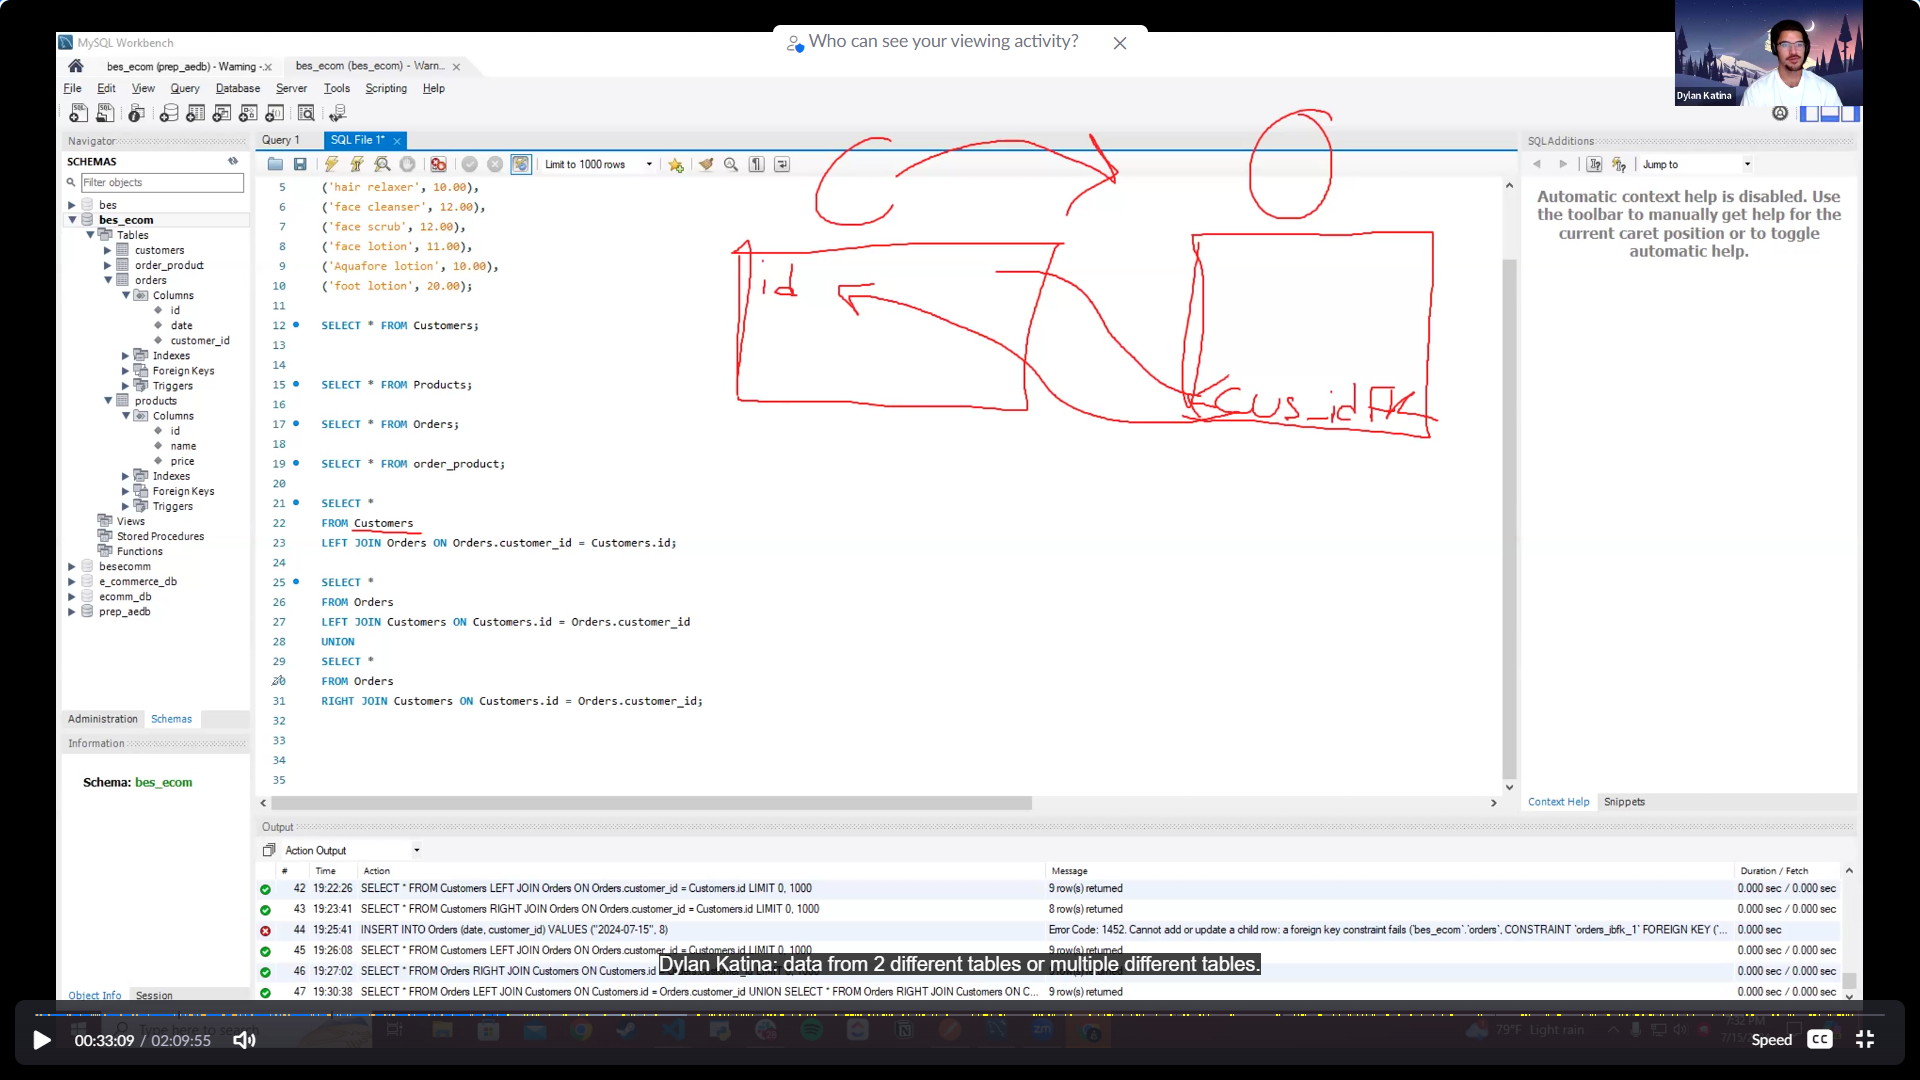 Who can see your viewing activity?
MySQL Workbench
Dylan Katina
bes_ecom (prep_aedb) - Warning -
bes_ecom (bes_ecom) - Warn...
File Edit View Query Database Server Tools Scripting Help
Navigator
SCHEMAS
Filter objects
bes
bes_ecom
Tables
customers
order_product
orders
Columns
id
date
customer_id
Indexes
Foreign Keys
Triggers
products
Columns
id
name
price
Indexes
Foreign Keys
Triggers
Views
Stored Procedures
Functions
besecomm
e_commerce_db
ecomm_db
prep_aedb
Administration Schemas
Information
Schema: bes_ecom
Object Info Session
Query 1 SQL File 1*
Limit to 1000 rows
5 ('hair relaxer', 10.00),
6 ('face cleanser', 12.00),
7 ('face scrub', 12.00),
8 ('face lotion', 11.00),
9 ('Aquafore lotion', 10.00),
10 ('foot lotion', 20.00);
11
12 SELECT * FROM Customers;
13
14
15 SELECT * FROM Products;
16
17 SELECT * FROM Orders;
18
19 SELECT * FROM order_product;
20
21 SELECT *
22 FROM Customers
23 LEFT JOIN Orders ON Orders.customer_id = Customers.id;
24
25 SELECT *
26 FROM Orders
27 LEFT JOIN Customers ON Customers.id = Orders.customer_id
28 UNION
29 SELECT *
30 FROM Orders
31 RIGHT JOIN Customers ON Customers.id = Orders.customer_id;
32
33
34
35
C
O
id
Cus_id FK
SQLAdditions
Jump to
Automatic context help is disabled. Use
the toolbar to manually get help for the
current caret position or to toggle
automatic help.
Context Help Snippets
Output
Action Output
# Time Action Message Duration / Fetch
42 19:22:26 SELECT * FROM Customers LEFT JOIN Orders ON Orders.customer_id = Customers.id LIMIT 0, 1000 9 row(s) returned 0.000 sec / 0.000 sec
43 19:23:41 SELECT * FROM Customers RIGHT JOIN Orders ON Orders.customer_id = Customers.id LIMIT 0, 1000 8 row(s) returned 0.000 sec / 0.000 sec
44 19:25:41 INSERT INTO Orders (date, customer_id) VALUES ("2024-07-15", 8) Error Code: 1452. Cannot add or update a child row: a foreign key constraint fails (`bes_ecom`.`orders`, CONSTRAINT `orders_ibfk_1` FOREIGN KEY (`... 0.000 sec
45 19:26:08 SELECT * FROM Customers LEFT JOIN Orders ON Orders.customer_id = Customers.id LIMIT 0, 1000 9 row(s) returned 0.000 sec / 0.000 sec
46 19:27:02 SELECT * FROM Orders RIGHT JOIN Customers ON Customers.id 0.000 sec / 0.000 sec
47 19:30:38 SELECT * FROM Orders LEFT JOIN Customers ON Customers.id = Orders.customer_id UNION SELECT * FROM Orders RIGHT JOIN Customers ON C... 9 row(s) returned 0.000 sec / 0.000 sec
Dylan Katina: data from 2 different tables or multiple different tables.
Type here to search
79°F Light rain
7:32 PM
00:33:09 / 02:09:55
Speed CC